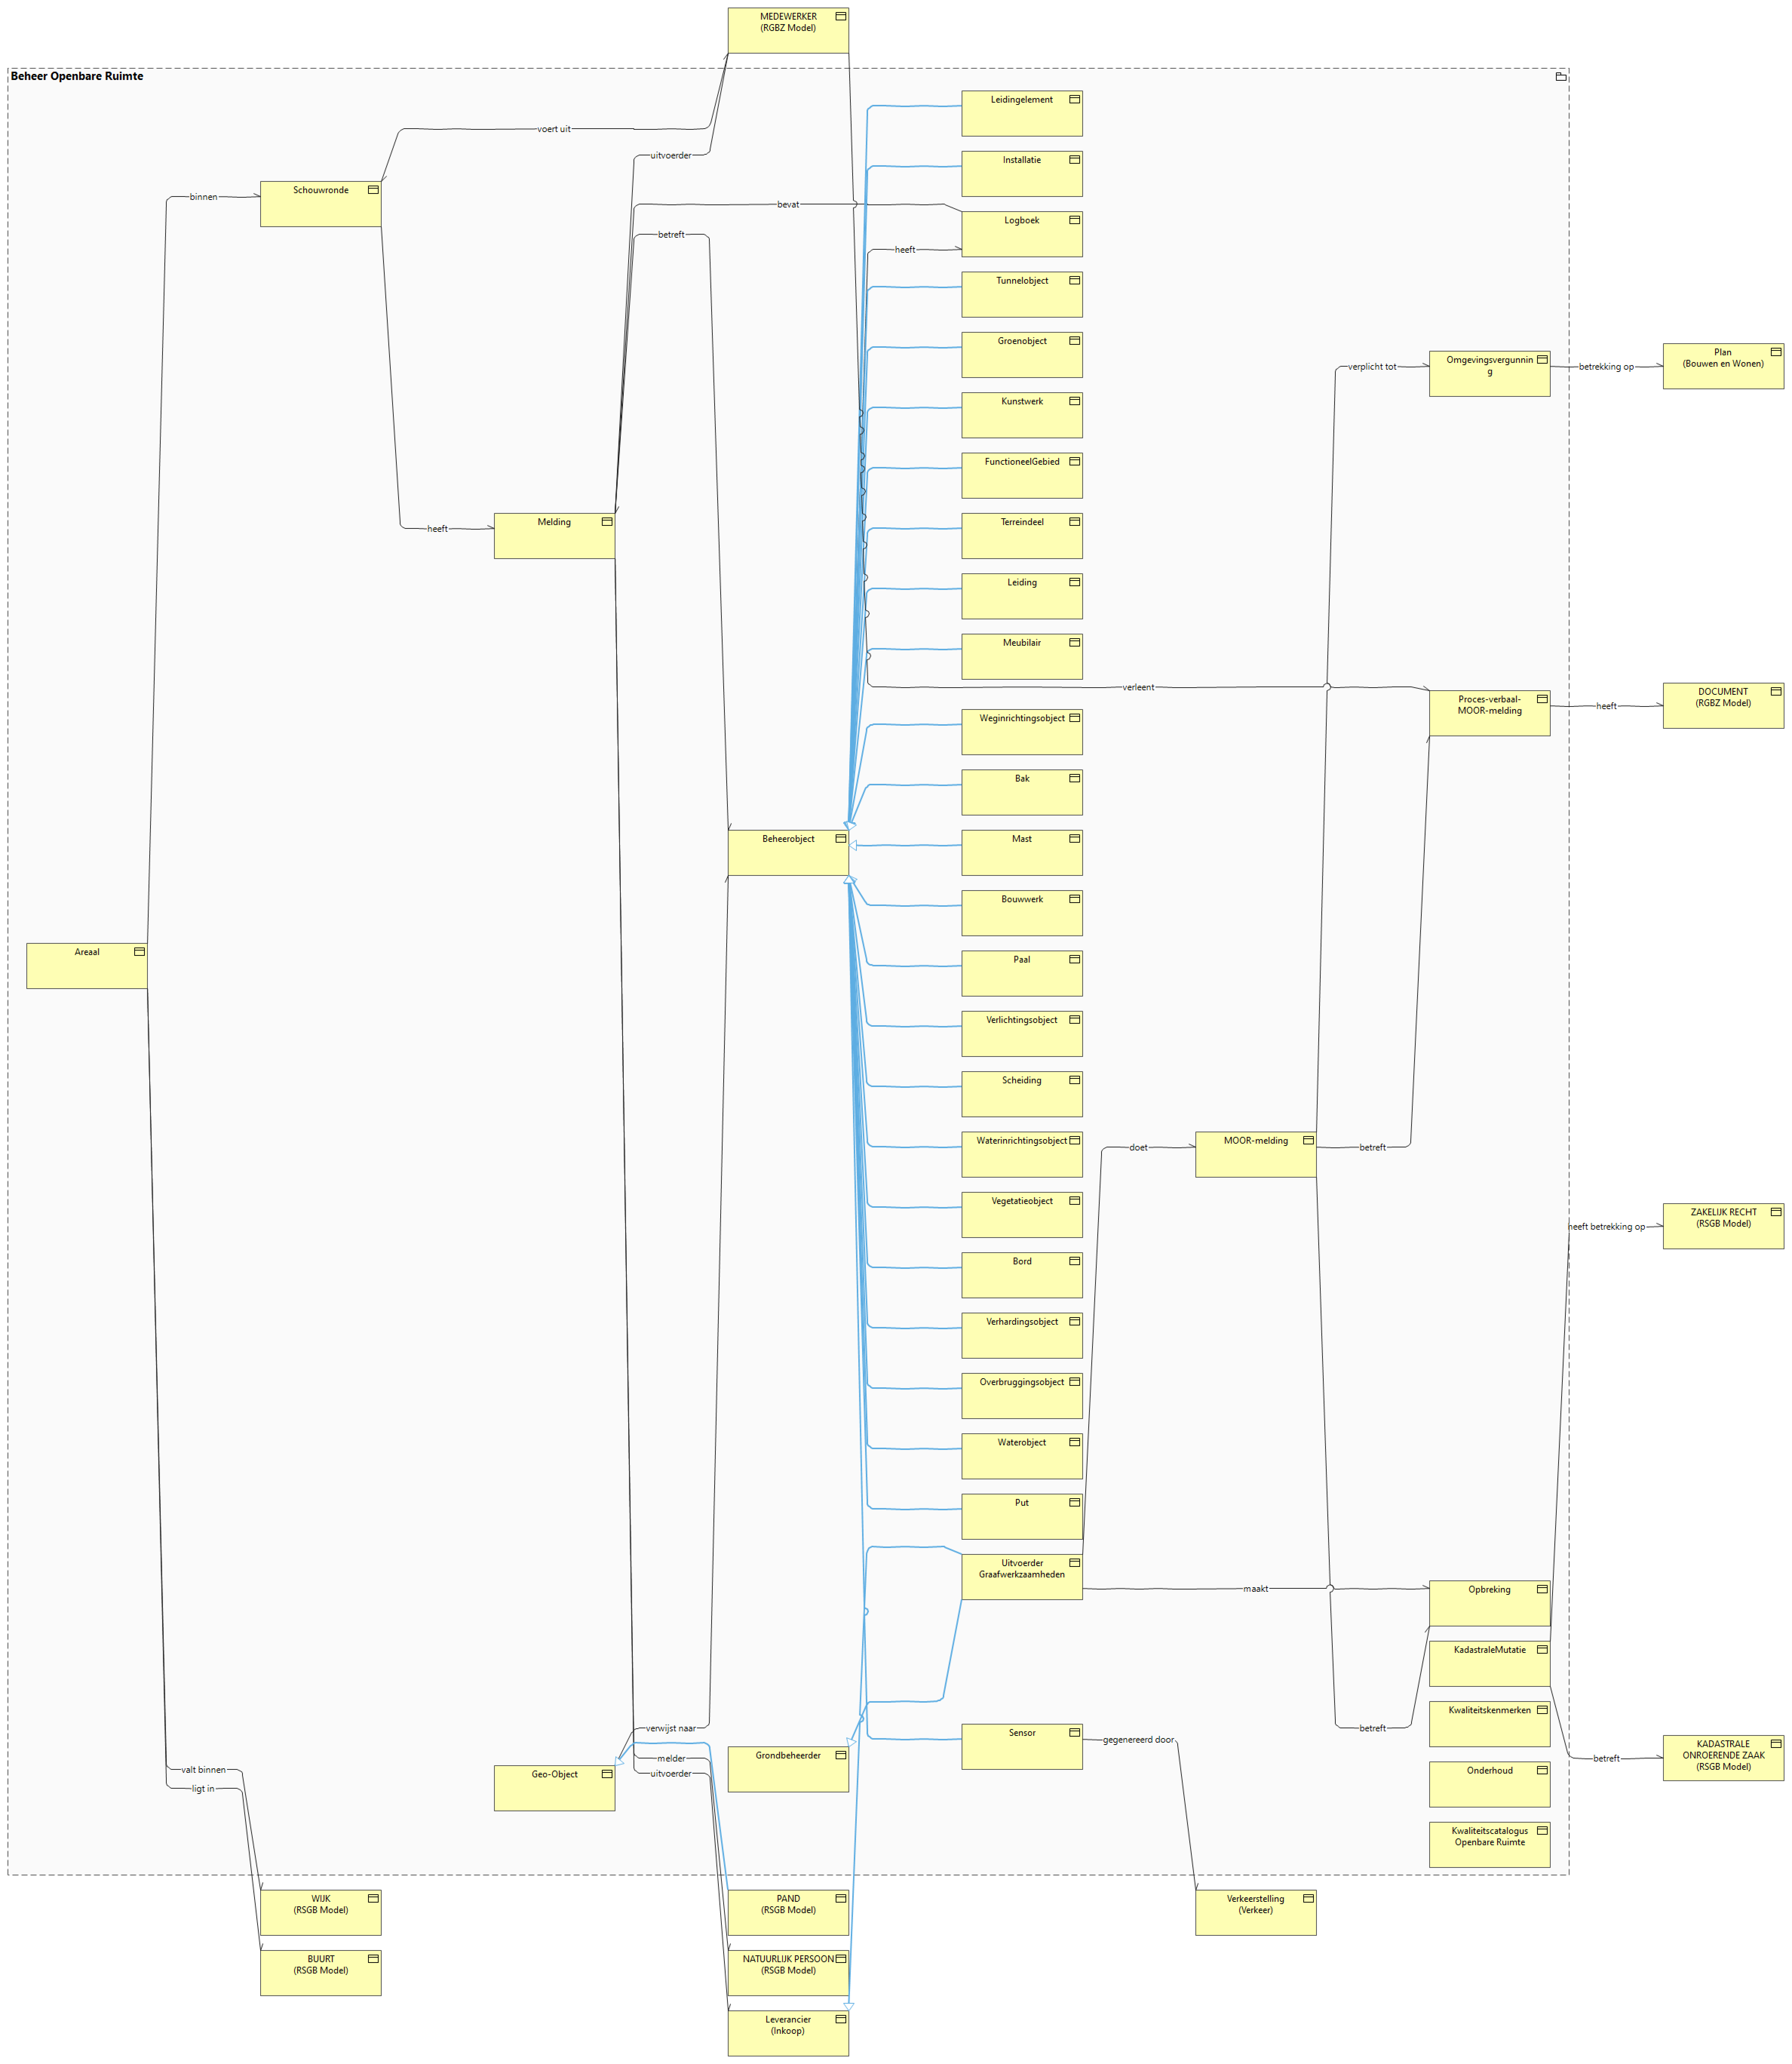 MEDEWERKER
(RGBZ Model)
Beheer Openbare Ruimte
Leidingelement
voert uit
uitvoerder
Installatie
Schouwronde
binnen
bevat
Logboek
betreft
heeft
Tunnelobject
Groenobject
Omgevingsvergunnin
g
verplicht tot
betrekking op
Plan
(Bouwen en Wonen)
Kunstwerk
FunctioneelGebied
Melding
heeft
Terreindeel
Leiding
Meubilair
verleent
Proces-verbaal-
MOOR-melding
heeft
DOCUMENT
(RGBZ Model)
Weginrichtingsobject
Bak
Beheerobject
Mast
Bouwwerk
Areaal
Paal
Verlichtingsobject
Scheiding
Waterinrichtingsobject
doet
MOOR-melding
betreft
Vegetatieobject
heeft betrekking op
ZAKELIJK RECHT
(RSGB Model)
Bord
Verhardingsobject
Overbruggingsobject
Waterobject
Put
Uitvoerder
Graafwerkzaamheden
maakt
Opbreking
KadastraleMutatie
Kwaliteitskenmerken
verwijst naar
betreft
Sensor
gegenereerd door
Grondbeheerder
melder
uitvoerder
betreft
KADASTRALE
ONROERENDE ZAAK
(RSGB Model)
valt binnen
ligt in
Geo-Object
Onderhoud
Kwaliteitscatalogus
Openbare Ruimte
WIJK
(RSGB Model)
PAND
(RSGB Model)
Verkeerstelling
(Verkeer)
BUURT
(RSGB Model)
NATUURLIJK PERSOON
(RSGB Model)
Leverancier
(Inkoop)